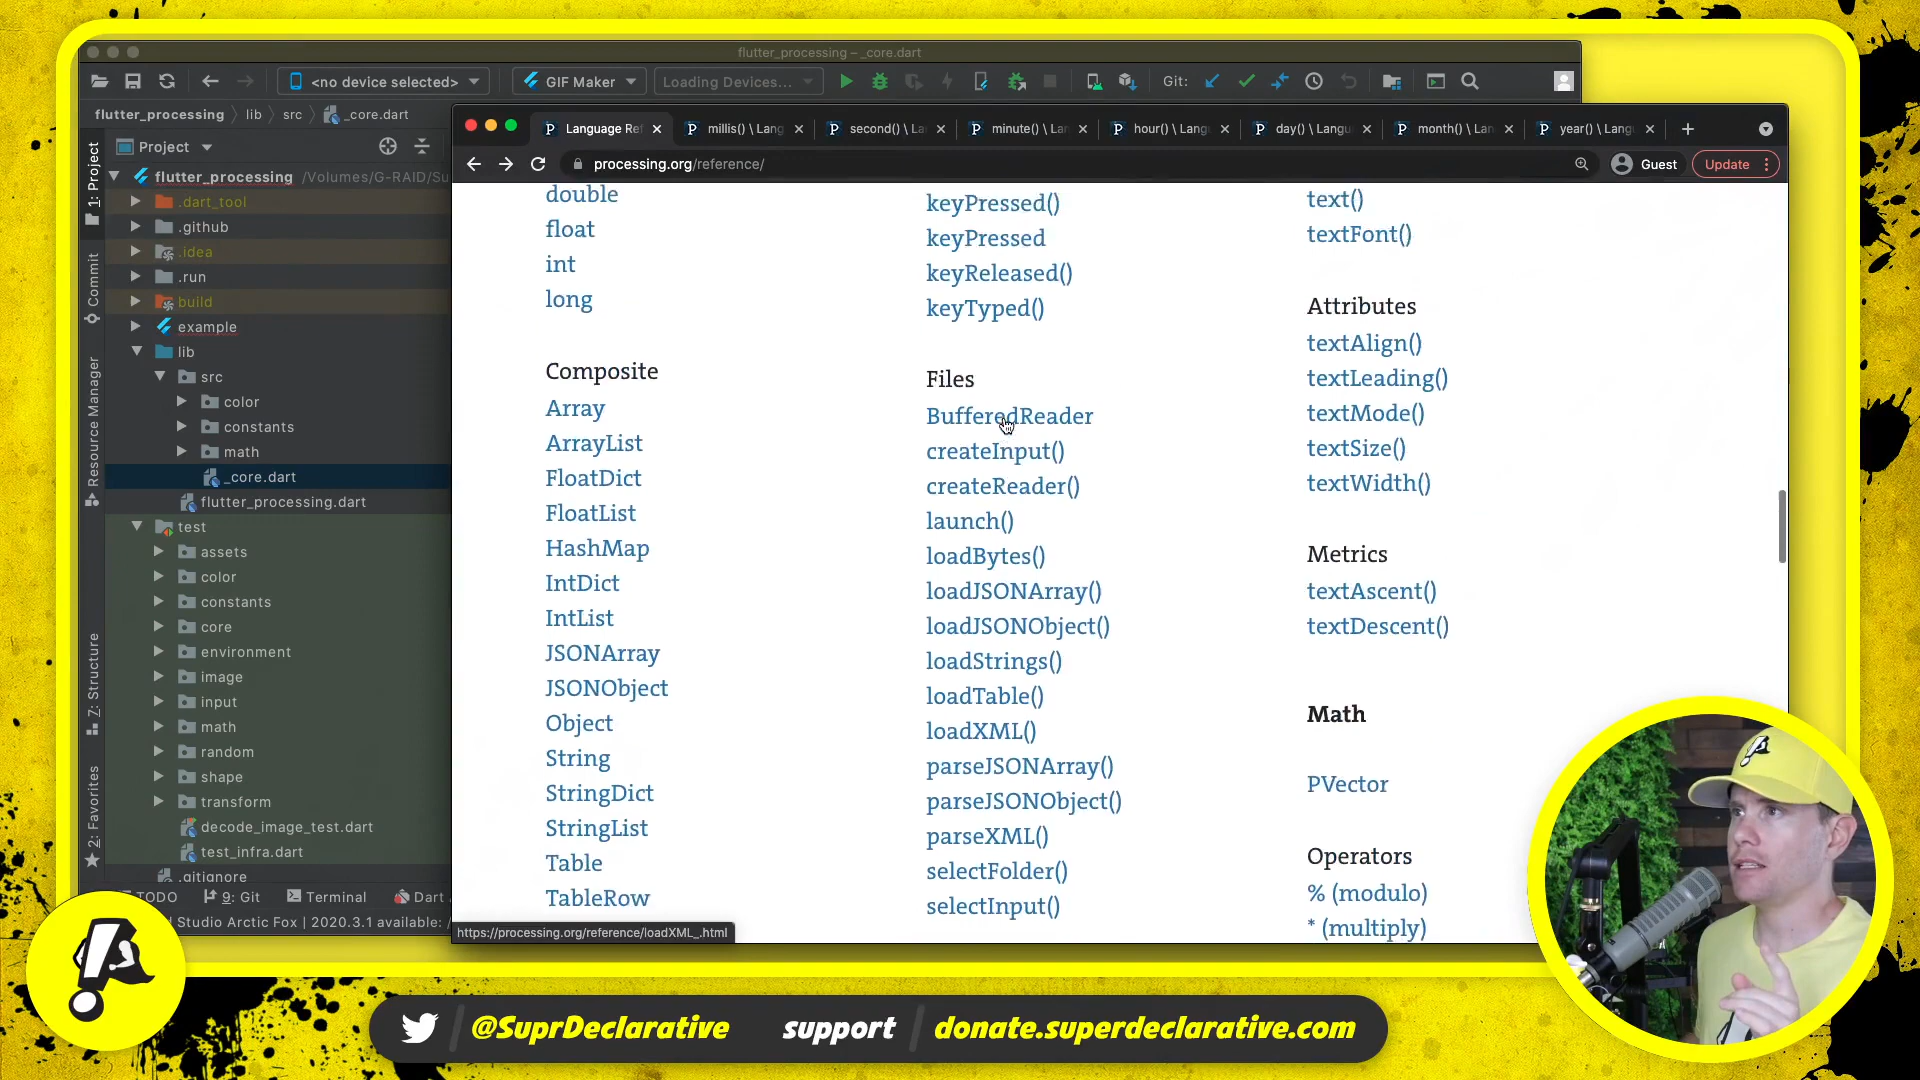 flutter_processing – _core.dart
<no device selected>
GIF Maker
Loading Devices...
Git:
flutter_processing
lib
src
_core.dart
Language Ref
millis() \ Lang
second() \ La
minute() \ Lan
hour() \ Lang
day() \ Langu
month() \ Lan
year() \ Lang
processing.org/reference/
Guest
Update
1: Project
Commit
Resource Manager
7: Structure
2: Favorites
Project
flutter_processing /Volumes/G-RAID/Su
.dart_tool
.github
.idea
.run
build
example
lib
src
color
constants
math
_core.dart
flutter_processing.dart
test
assets
color
constants
core
environment
image
input
math
random
shape
transform
decode_image_test.dart
test_infra.dart
.gitignore
TODO
9: Git
Terminal
Dart
Studio Arctic Fox | 2020.3.1 available: /
double
float
int
long
Composite
Array
ArrayList
FloatDict
FloatList
HashMap
IntDict
IntList
JSONArray
JSONObject
Object
String
StringDict
StringList
Table
TableRow
keyPressed()
keyPressed
keyReleased()
keyTyped()
Files
BufferedReader
createInput()
createReader()
launch()
loadBytes()
loadJSONArray()
loadJSONObject()
loadStrings()
loadTable()
loadXML()
parseJSONArray()
parseJSONObject()
parseXML()
selectFolder()
selectInput()
text()
textFont()
Attributes
textAlign()
textLeading()
textMode()
textSize()
textWidth()
Metrics
textAscent()
textDescent()
Math
PVector
Operators
% (modulo)
* (multiply)
https://processing.org/reference/loadXML_.html
@SuprDeclarative
support
donate.superdeclarative.com